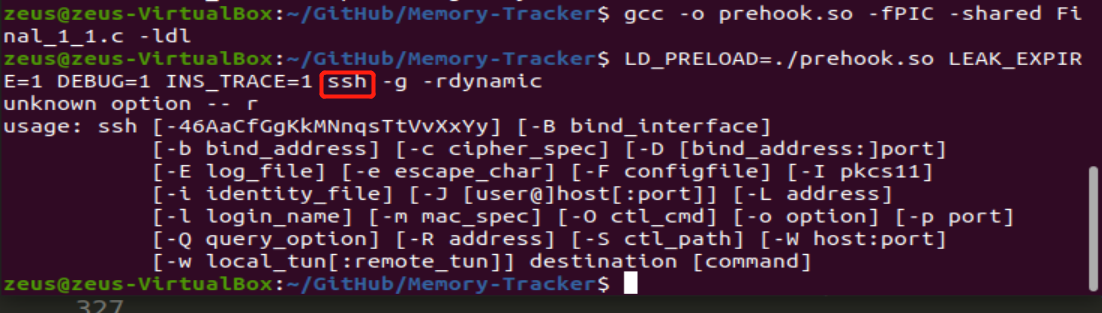 zeus@zeus-VirtualBox:~/GitHub/Memory-Tracker$ gcc -o prehook.so -fPIC -shared Fi
nal_1_1.c -ldl
zeus@zeus-VirtualBox:~/GitHub/Memory-Tracker$ LD_PRELOAD=./prehook.so LEAK_EXPIR
E=1 DEBUG=1 INS_TRACE=1 ssh -g -rdynamic
unknown option -- r
usage: ssh [-46AaCfGgKkMNnqsTtVvXxYy] [-B bind_interface]
           [-b bind_address] [-c cipher_spec] [-D [bind_address:]port]
           [-E log_file] [-e escape_char] [-F configfile] [-I pkcs11]
           [-i identity_file] [-J [user@]host[:port]] [-L address]
           [-l login_name] [-m mac_spec] [-O ctl_cmd] [-o option] [-p port]
           [-Q query_option] [-R address] [-S ctl_path] [-W host:port]
           [-w local_tun[:remote_tun]] destination [command]
zeus@zeus-VirtualBox:~/GitHub/Memory-Tracker$
327